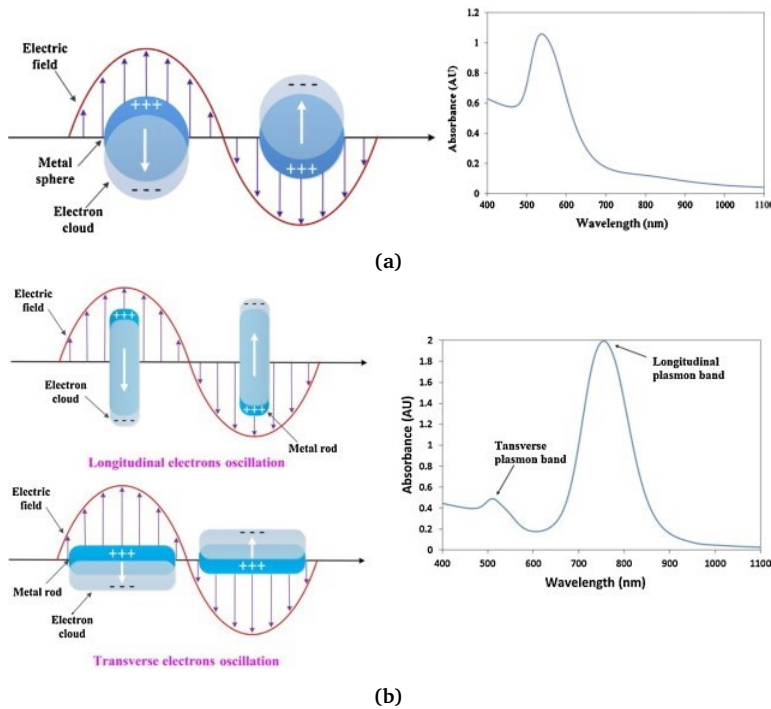 Electric
field
+++
- - -
Metal
sphere
Electron
cloud
- - -
+++
Absorbance (AU)
1.2
1
0.8
0.6
0.4
0.2
0
400 500 600 700 800 900 1000 1100
Wavelength (nm)
(a)
Electric
field
+++
- - -
Electron
cloud
- - -
+++
Metal rod
Longitudinal electrons oscillation
Electric
field
+++
- - -
Metal rod
Electron
cloud
- - -
+++
Transverse electrons oscillation
Absorbance (AU)
2
1.8
1.6
1.4
1.2
1
0.8
0.6
0.4
0.2
0
Longitudinal
plasmon band
Tansverse
plasmon band
400 500 600 700 800 900 1000 1100
Wavelength (nm)
(b)